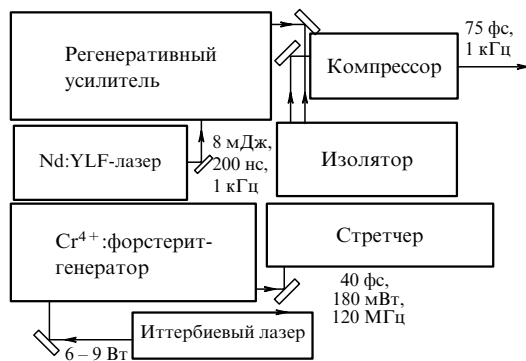 Регенеративный
усилитель
Компрессор
75 фс,
1 кГц
Nd:YLF-лазер
8 мДж,
200 нс,
1 кГц
Изолятор
Cr⁴⁺:форстерит-
генератор
Стретчер
40 фс,
180 мВт,
120 МГц
Иттербиевый лазер
6 – 9 Вт